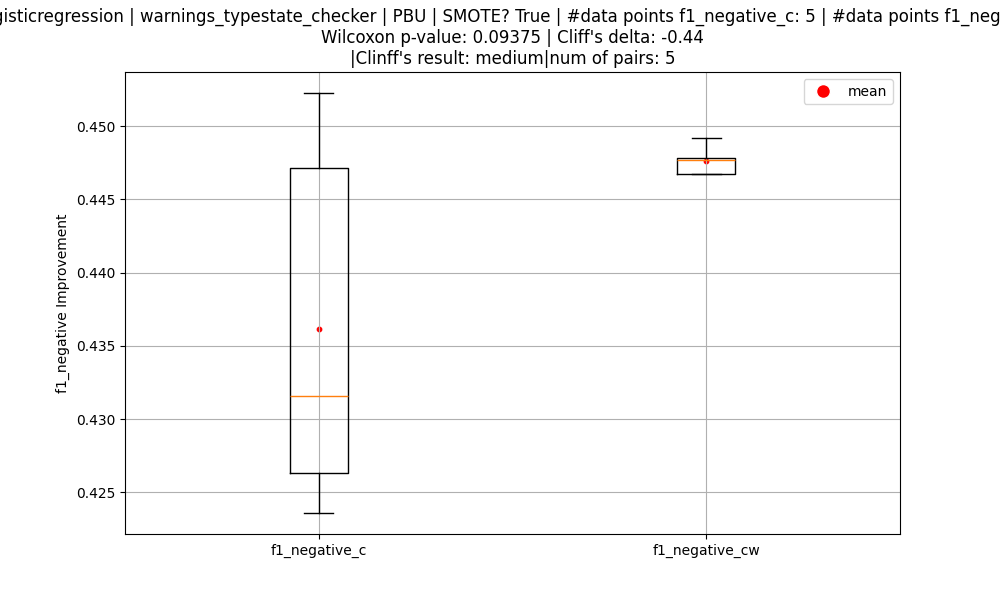 | warnings_typestate_checker | PBU | SMOTE? True | #data points f1_negative_c: 5 | #data points
Wilcoxon p-value: 0.09375 | Cliff's delta: -0.44
|Clinff's result: medium|num of pairs: 5
mean
0.450
0.445
0.440
0.435
0.430
0.425
f1_negative Improvement
f1_negative_c
f1_negative_cw